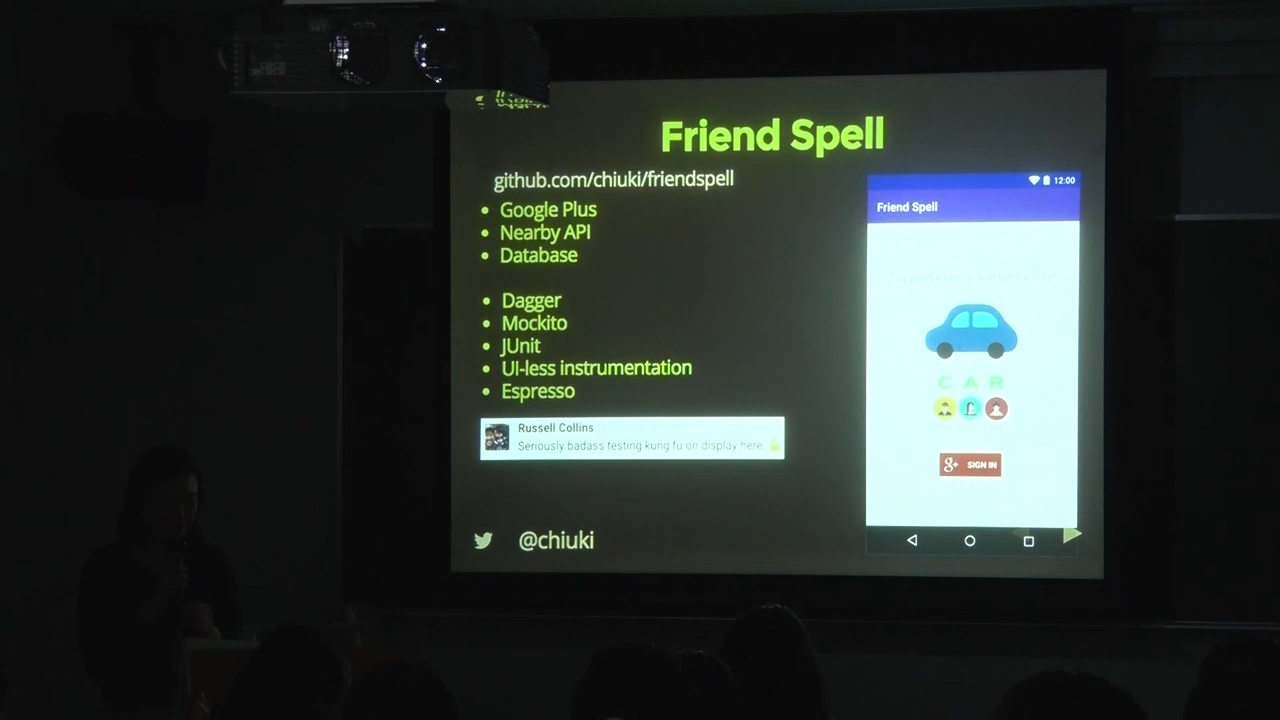 Friend Spell
github.com/chiuki/friendspell
• Google Plus
• Nearby API
• Database
• Dagger
• Mockito
• JUnit
• UI-less instrumentation
• Espresso
Russell Collins
Seriously badass testing kung fu on display here
@chiuki
12:00
Friend Spell
CAR
g+ SIGN IN